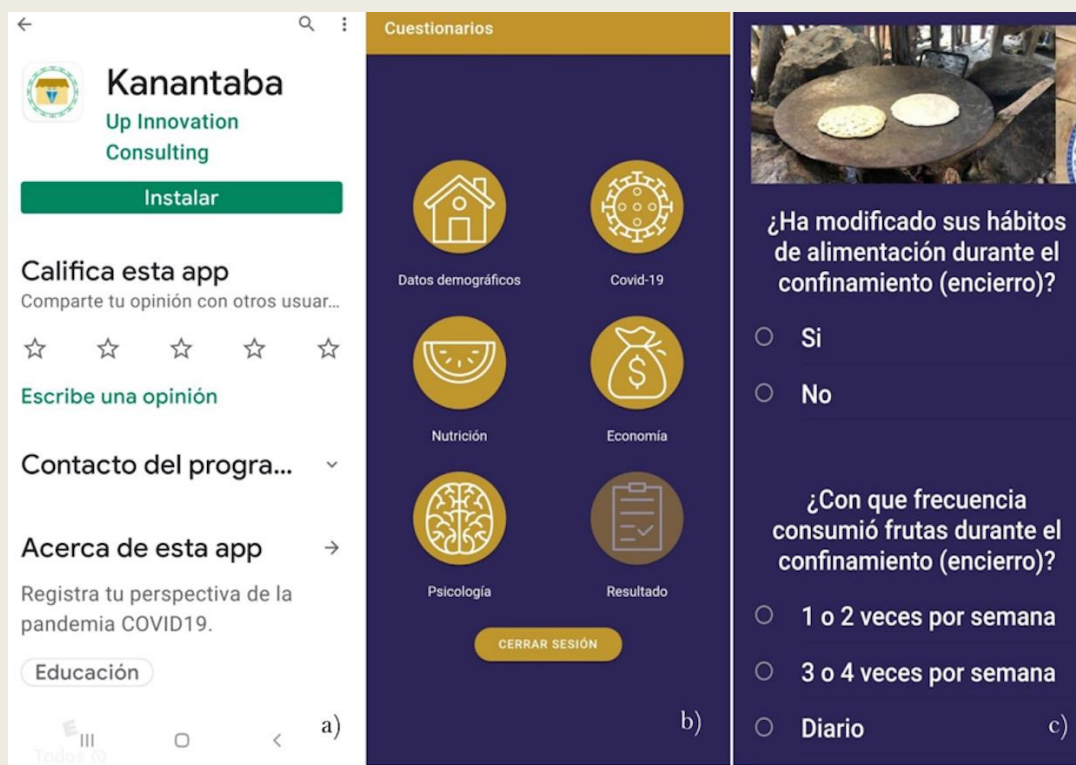 Kanantaba
Up Innovation
Consulting
Instalar
Califica esta app
Comparte tu opinión con otros usuar...
Escribe una opinión
Contacto del progra...
Acerca de esta app
Registra tu perspectiva de la
pandemia COVID19.
Educación
E
Todos
a)
Cuestionarios
Datos demográficos
Covid-19
Nutrición
$
Economía
Psicología
Resultado
CERRAR SESIÓN
b)
¿Ha modificado sus hábitos
de alimentación durante el
confinamiento (encierro)?
Si
No
¿Con que frecuencia
consumió frutas durante el
confinamiento (encierro)?
1 o 2 veces por semana
3 o 4 veces por semana
Diario
c)